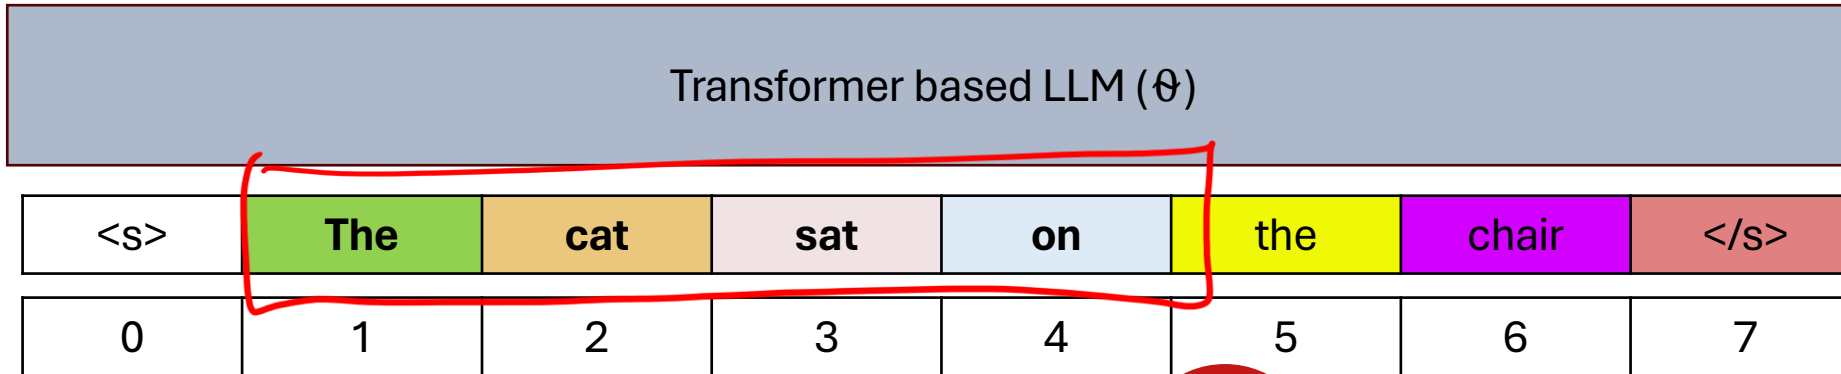 Transformer based LLM (ϑ)
<s> The cat sat on the chair </s>
0 1 2 3 4 5 6 7